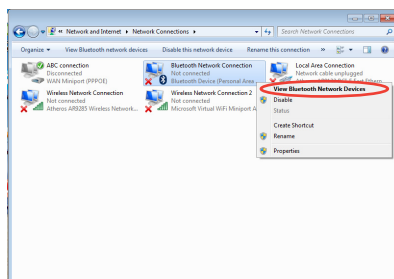 « Network and Internet ▸ Network Connections ▸
Search Network Connections
Organize
View Bluetooth network devices
Disable this network device
Rename this connection
»
ABC connection
Disconnected
WAN Miniport (PPPOE)
Bluetooth Network Connection
Not connected
Bluetooth Device (Personal Area
Local Area Connection
Network cable unplugged
Wireless Network Connection
Not connected
Atheros AR9285 Wireless Network...
Wireless Network Connection 2
Not connected
Microsoft Virtual WiFi Miniport A
View Bluetooth Network Devices
Disable
Status
Create Shortcut
Rename
Properties